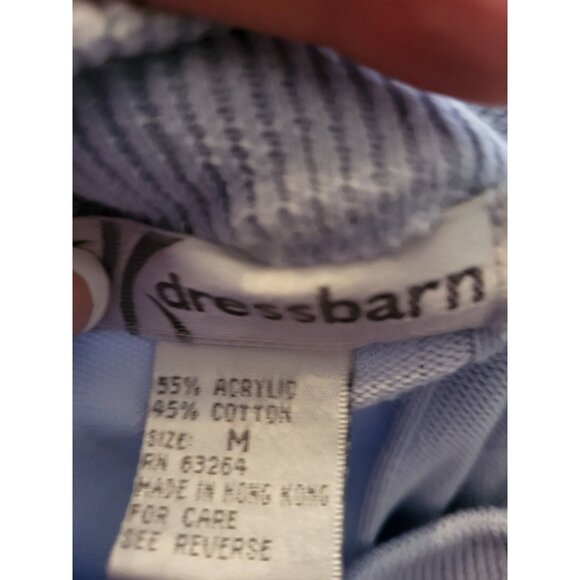 dressbarn
55% ACRYLIC
45% COTTON
SIZE: M
RN 63264
MADE IN HONG KONG
FOR CARE
SEE REVERSE